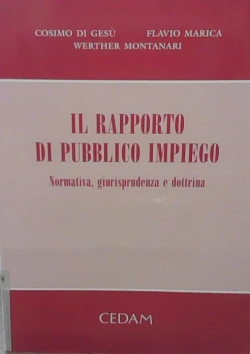 COSIMO DI GESÙ FLAVIO MARICA
WERTHER MONTANARI
IL RAPPORTO
DI PUBBLICO IMPIEGO
Normativa, giurisprudenza e dottrina
CEDAM